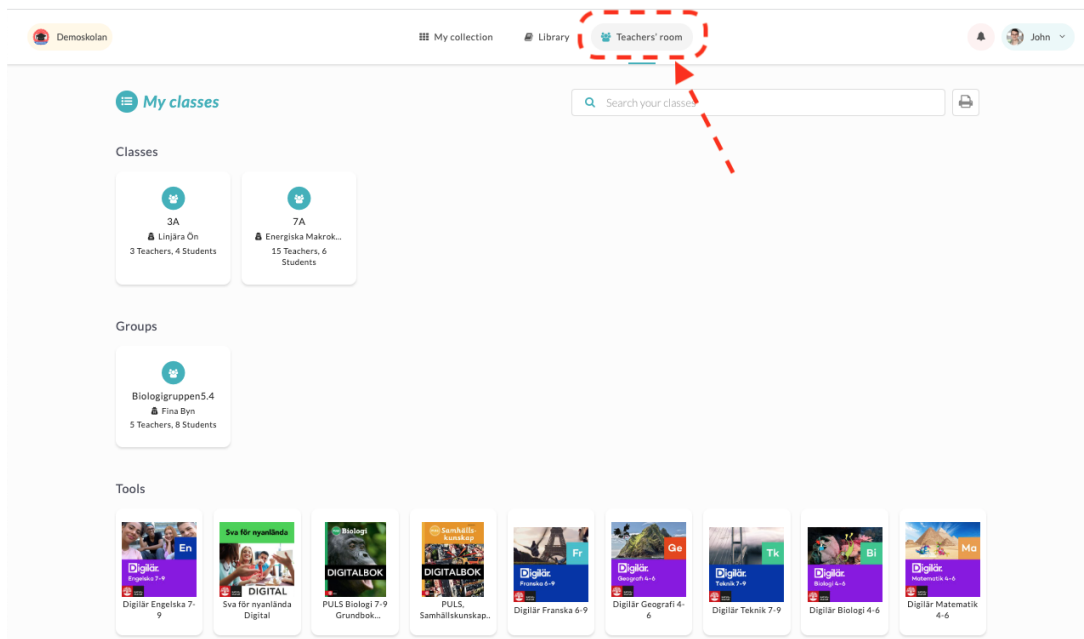 Demoskolan
My collection
Library
Teachers' room
John
My classes
Search your classes
Classes
3A
Linjära Ön
3 Teachers, 4 Students
7A
Energiska Makrok...
15 Teachers, 6
Students
Groups
Biologigruppen5.4
Fina Byn
5 Teachers, 8 Students
Tools
En
Digilär.
Engelska 7-9
Digilär Engelska 7-
9
Sva för nyanlända
DIGITAL
Sva för nyanlända
Digital
Biologi
DIGITALBOK
PULS Biologi 7-9
Grundbok...
Samhälls-
kunskap
DIGITALBOK
PULS,
Samhällskunskap..
Fr
Digilär.
Franska 6-9
Digilär Franska 6-9
Ge
Digilär.
Geografi 4-6
Digilär Geografi 4-
6
Tk
Digilär.
Teknik 7-9
Digilär Teknik 7-9
Bi
Digilär.
Biologi 4-6
Digilär Biologi 4-6
Ma
Digilär.
Matematik 4-6
Digilär Matematik
4-6